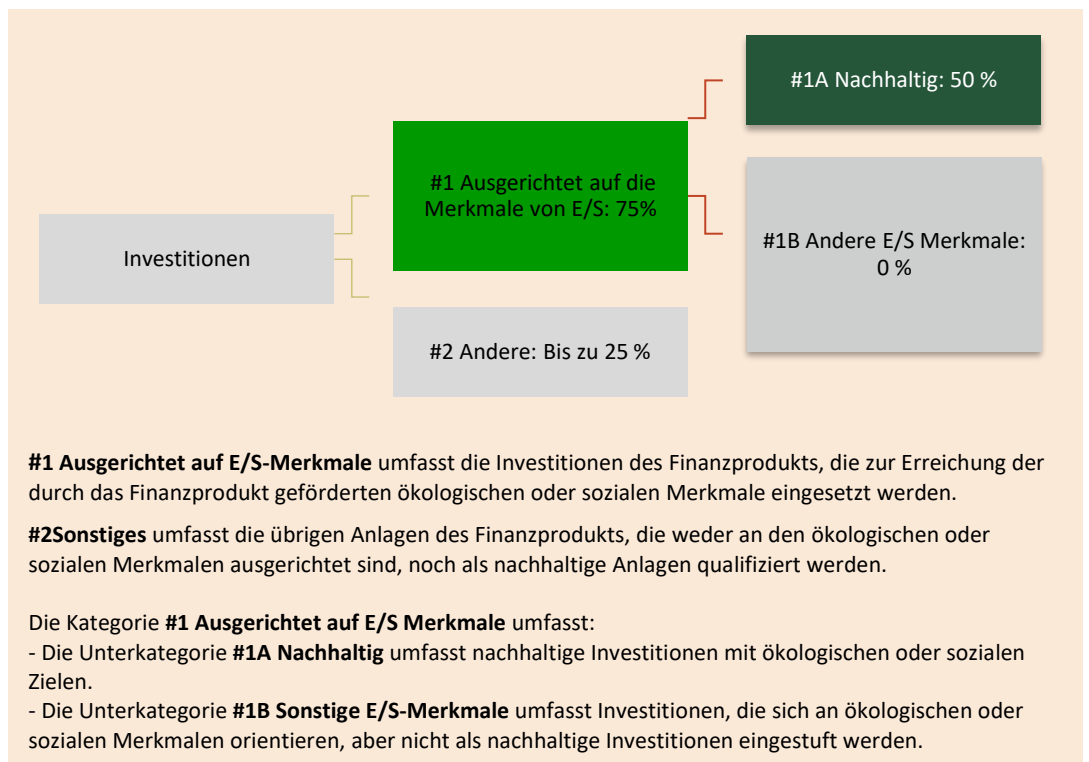 #1A Nachhaltig: 50 %
#1 Ausgerichtet auf die
Merkmale von E/S: 75%
#1B Andere E/S Merkmale:
0 %
Investitionen
#2 Andere: Bis zu 25 %
#1 Ausgerichtet auf E/S-Merkmale umfasst die Investitionen des Finanzprodukts, die zur Erreichung der
durch das Finanzprodukt geförderten ökologischen oder sozialen Merkmale eingesetzt werden.
#2Sonstiges umfasst die übrigen Anlagen des Finanzprodukts, die weder an den ökologischen oder
sozialen Merkmalen ausgerichtet sind, noch als nachhaltige Anlagen qualifiziert werden.
Die Kategorie #1 Ausgerichtet auf E/S Merkmale umfasst:
- Die Unterkategorie #1A Nachhaltig umfasst nachhaltige Investitionen mit ökologischen oder sozialen
Zielen.
- Die Unterkategorie #1B Sonstige E/S-Merkmale umfasst Investitionen, die sich an ökologischen oder
sozialen Merkmalen orientieren, aber nicht als nachhaltige Investitionen eingestuft werden.